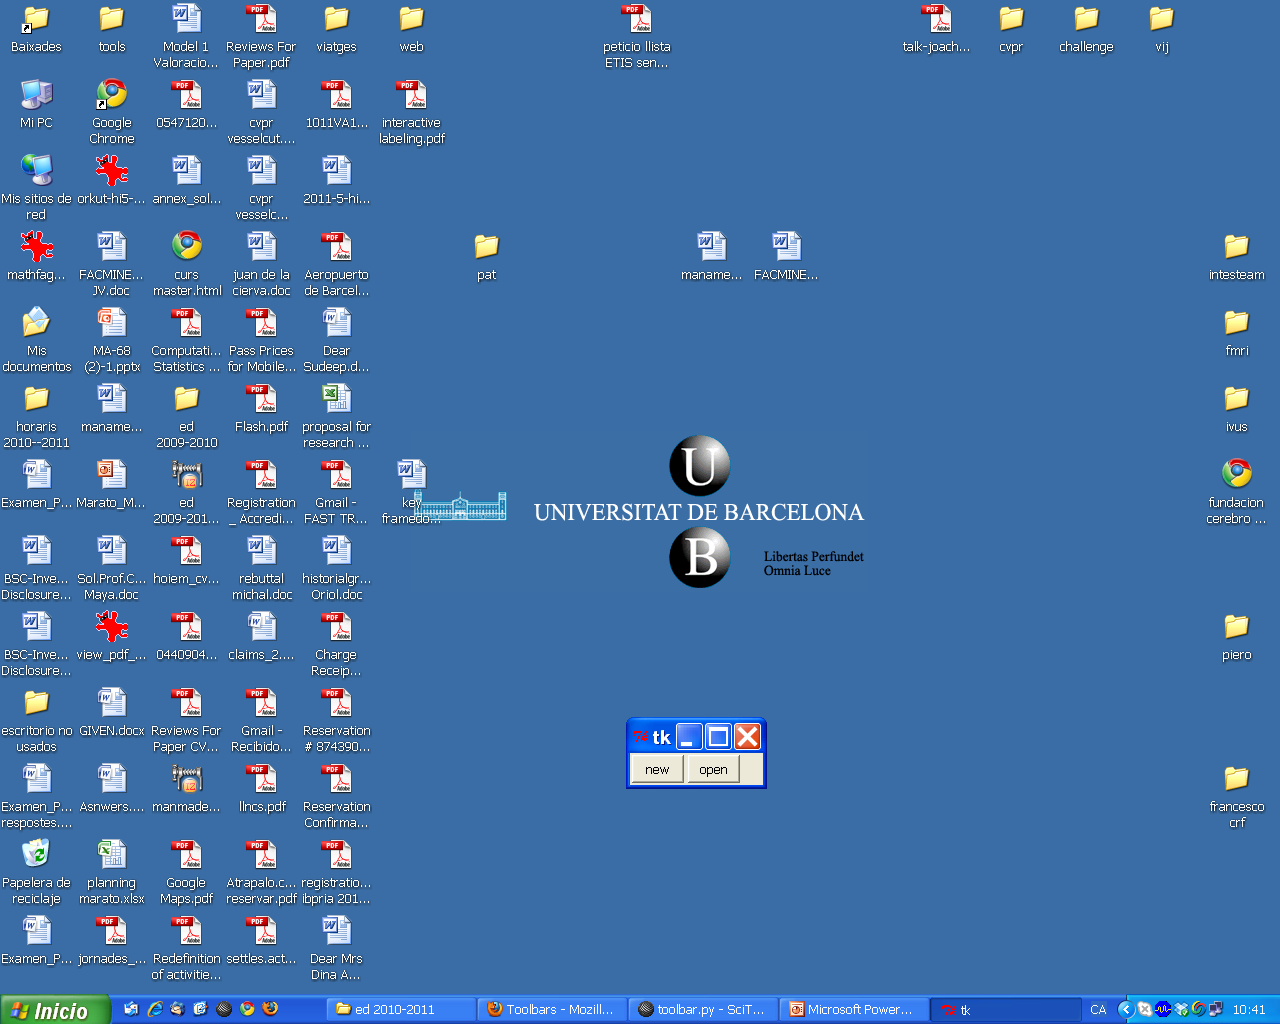 Baixades
tools
Model 1
Valoracio...
Reviews For
Paper.pdf
viatges
web
peticio llista
ETIS sen...
talk-joach...
cvpr
challenge
vij
Mi PC
Google
Chrome
0547120...
cvpr
vesselcut....
1011VA1...
interactive
labeling.pdf
Mis sitios de
red
orkut-hi5-...
annex_sol...
cvpr
vesselc...
2011-5-hi...
mathfag...
FACMINE...
JV.doc
curs
master.html
juan de la
cierva.doc
Aeropuerto
de Barcel...
pat
maname...
FACMINE...
intesteam
Mis
documentos
MA-68
(2)-1.pptx
Computati...
Statistics ...
Pass Prices
for Mobile...
Dear
Sudeep.d...
fmri
horaris
2010--2011
maname...
ed
2009-2010
Flash.pdf
proposal for
research ...
ivus
Examen_P...
Marato_M...
ed
2009-201...
Registration
_ Accredi...
Gmail -
FAST TR...
key
framedo...
fundacion
cerebro ...
U
UNIVERSITAT DE BARCELONA
B
Libertas Perfundet
Omnia Luce
BSC-Inve...
Disclosure...
Sol.Prof.C...
Maya.doc
hoiem_cv...
rebuttal
michal.doc
historialgr...
Oriol.doc
BSC-Inve...
Disclosure...
view_pdf_...
0440904...
claims_2....
Charge
Receip...
piero
escritorio no
usados
GIVEN.docx
Reviews For
Paper CV...
Gmail -
Recibido...
Reservation
# 874390...
tk
new
open
Examen_P...
respostes....
Asnwers....
manmade...
llncs.pdf
Reservation
Confirma...
francesco
crf
Papelera de
reciclaje
planning
marato.xlsx
Google
Maps.pdf
Atrapalo.c...
reservar.pdf
registratio...
ibpria 201...
Examen_P...
jornades_...
Redefinition
of activitie...
settles.act...
Dear Mrs
Dina A...
Inicio
ed 2010-2011
Toolbars - Mozill...
toolbar.py - SciT...
Microsoft Power...
tk
CA
10:41